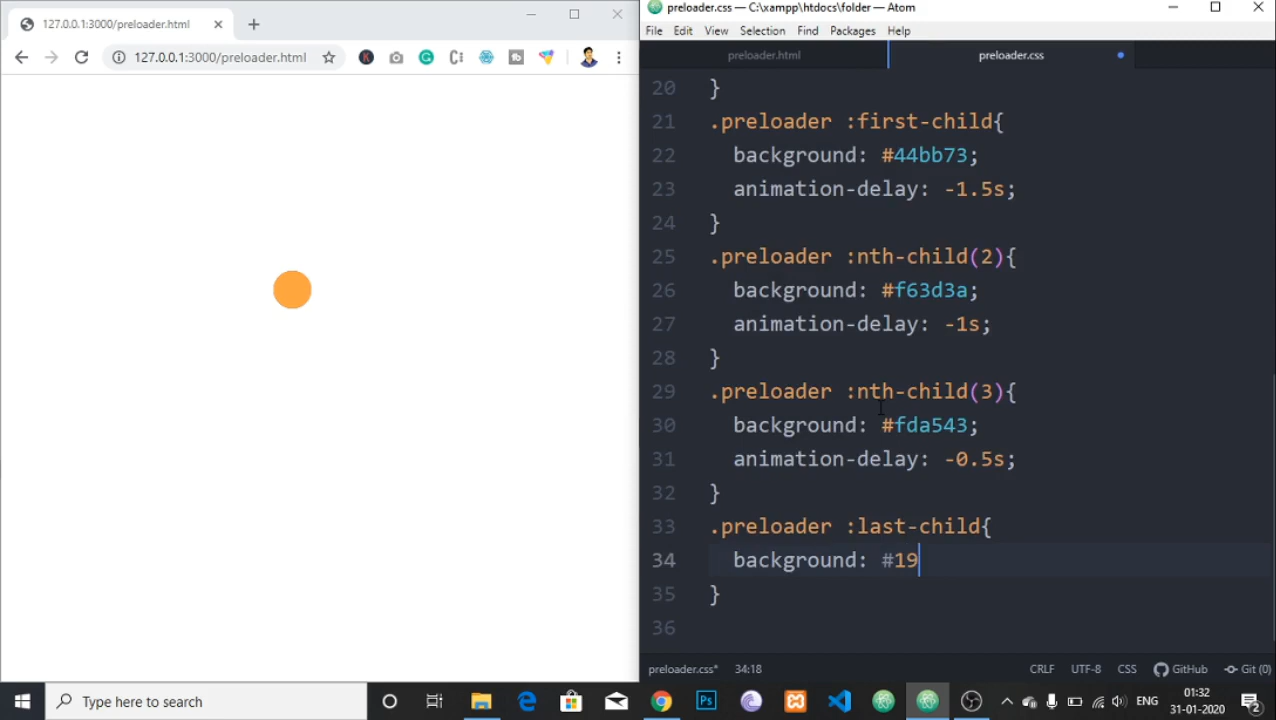 127.0.0.1:3000/preloader.html
127.0.0.1:3000/preloader.html
preloader.css — C:\xampp\htdocs\folder — Atom
File Edit View Selection Find Packages Help
preloader.html
preloader.css
20 }
21 .preloader :first-child{
22 background: #44bb73;
23 animation-delay: -1.5s;
24 }
25 .preloader :nth-child(2){
26 background: #f63d3a;
27 animation-delay: -1s;
28 }
29 .preloader :nth-child(3){
30 background: #fda543;
31 animation-delay: -0.5s;
32 }
33 .preloader :last-child{
34 background: #19
35 }
36
preloader.css* 34:18 CRLF UTF-8 CSS GitHub Git (0)
Type here to search
Ps
ENG
01:32
31-01-2020
2